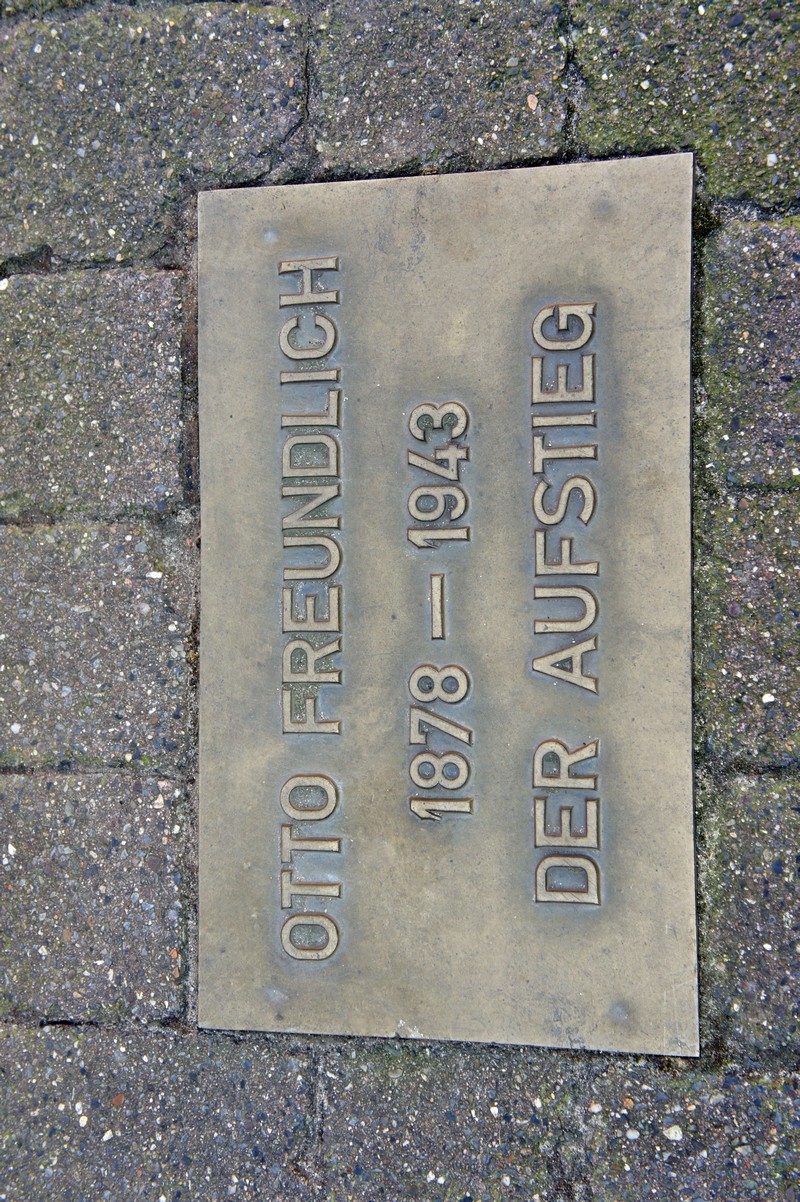 OTTO FREUNDLICH
1878 — 1943
DER AUFSTIEG